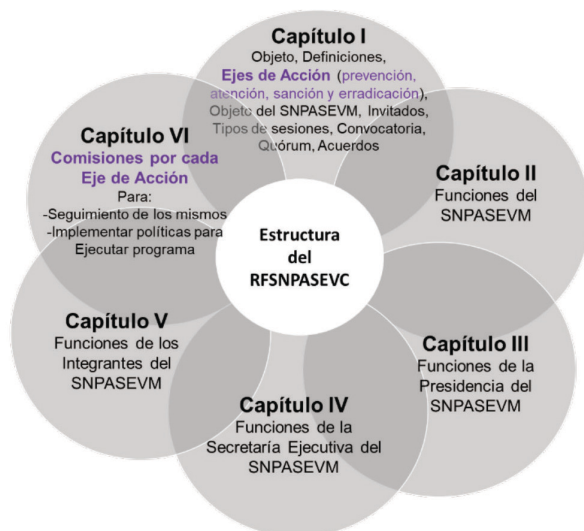 Capítulo I
Objeto, Definiciones,
Ejes de Acción (prevención,
atención, sanción y erradicación),
Objeto del SNPASEVM, Invitados,
Tipos de sesiones, Convocatoria,
Quórum, Acuerdos
Capítulo II
Funciones del
SNPASEVM
Capítulo III
Funciones de la
Presidencia del
SNPASEVM
Capítulo IV
Funciones de la
Secretaría Ejecutiva del
SNPASEVM
Capítulo V
Funciones de los
Integrantes del
SNPASEVM
Capítulo VI
Comisiones por cada
Eje de Acción
Para:
-Seguimiento de los mismos
-Implementar políticas para
Ejecutar programa
Estructura
del
RFSNPASEVC